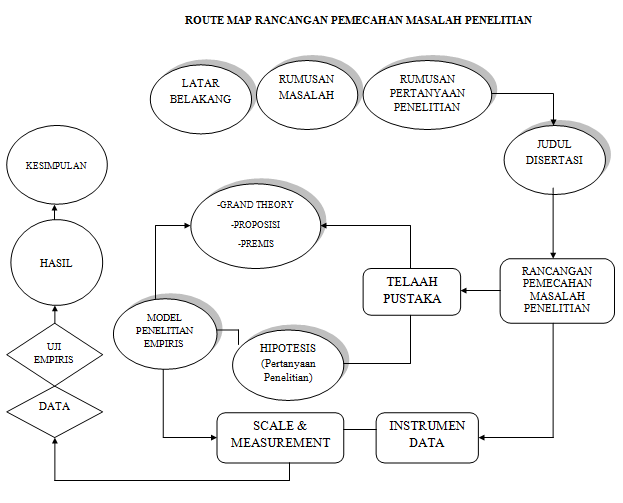 ROUTE MAP RANCANGAN PEMECAHAN MASALAH PENELITIAN
LATAR
BELAKANG
RUMUSAN
MASALAH
RUMUSAN
PERTANYAAN
PENELITIAN
JUDUL
DISERTASI
KESIMPULAN
-GRAND THEORY
-PROPOSISI
-PREMIS
HASIL
TELAAH
PUSTAKA
RANCANGAN
PEMECAHAN
MASALAH
PENELITIAN
MODEL
PENELITIAN
EMPIRIS
HIPOTESIS
(Pertanyaan
Penelitian)
UJI
EMPIRIS
DATA
SCALE &
MEASUREMENT
INSTRUMEN
DATA